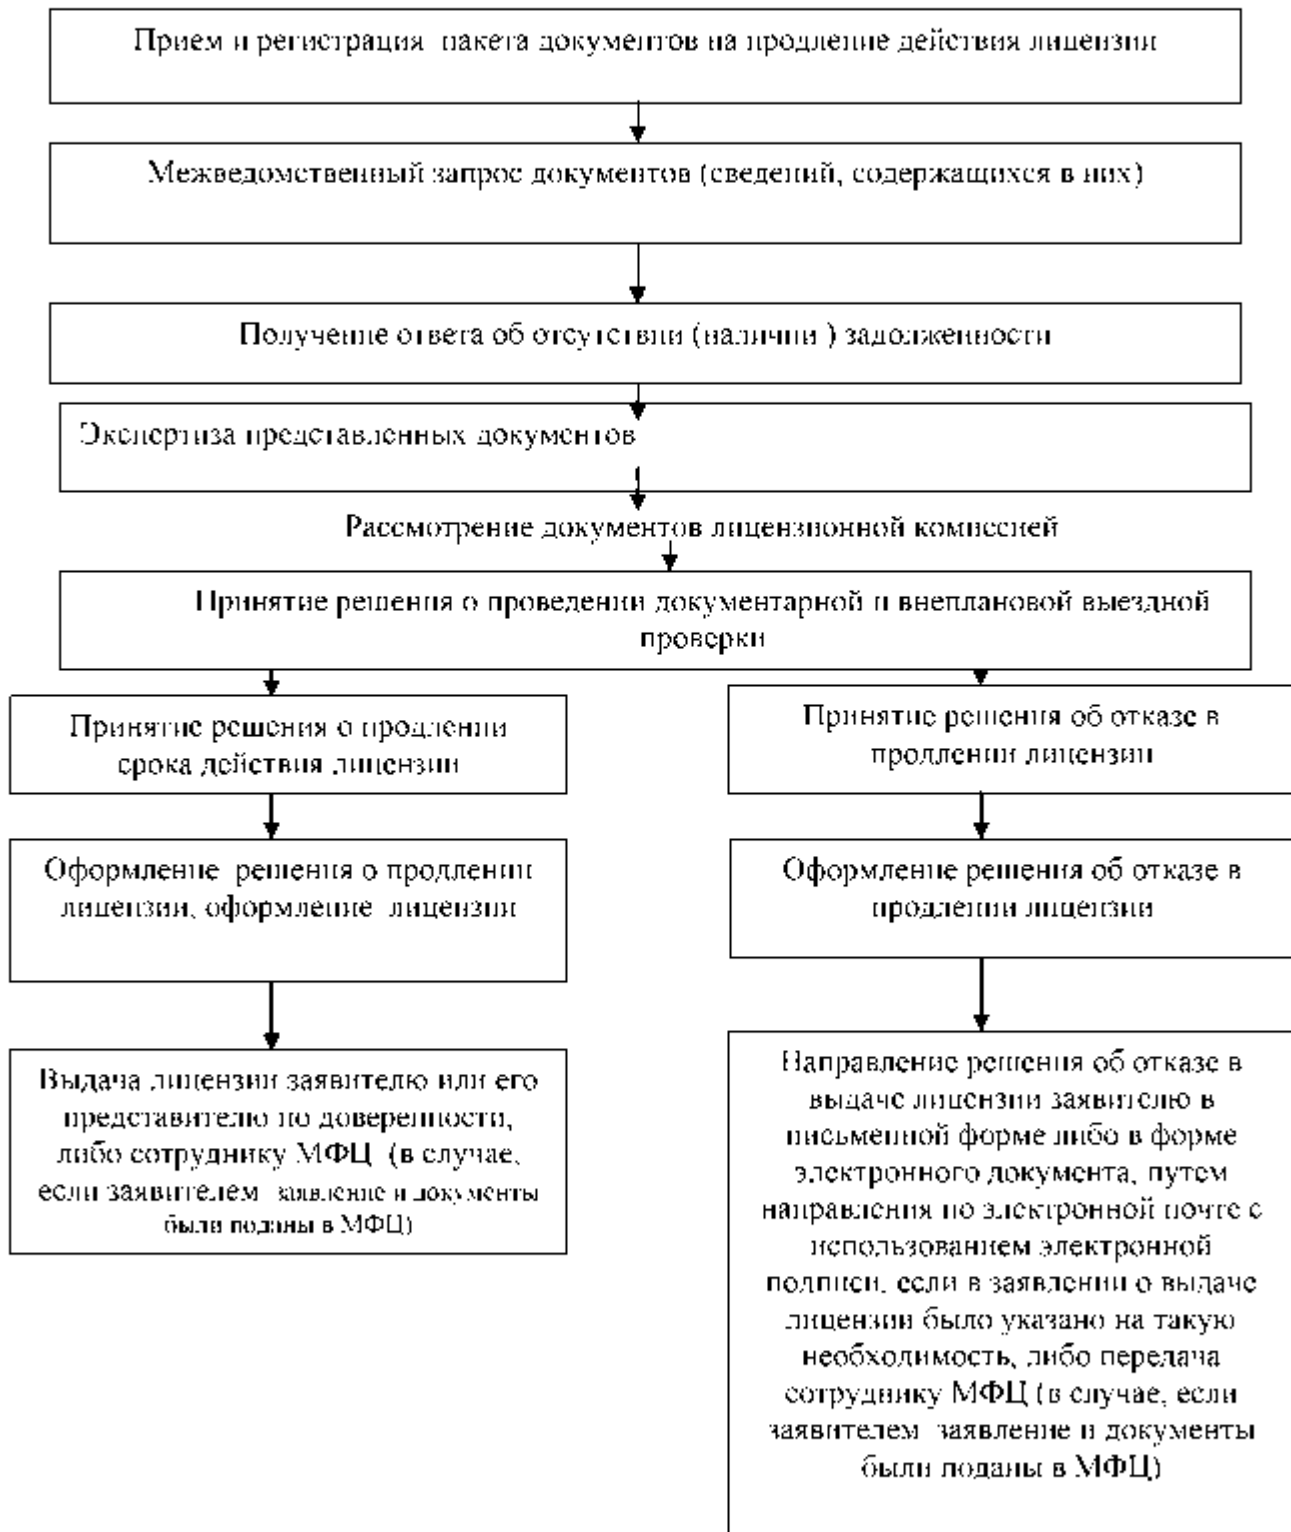 Прием и регистрация пакета документов на продление действия лицензии
Межведомственный запрос документов (сведений, содержащихся в них)
Получение ответа об отсутствии (наличии ) задолженности
Экспертиза представленных документов
Рассмотрение документов лицензионной комиссией
Принятие решения о проведении документарной и внеплановой выездной
проверки
Принятие решения о продлении
срока действия лицензии
Оформление решения о продлении
лицензии, оформление лицензии
Выдача лицензии заявителю или его
представителю по доверенности,
либо сотруднику МФЦ (в случае,
если заявителем заявление и документы
были поданы в МФЦ)
Принятие решения об отказе в
продлении лицензии
Оформление решения об отказе в
продлении лицензии
Направление решения об отказе в
выдаче лицензии заявителю в
письменной форме либо в форме
электронного документа, путем
направления по электронной почте с
использованием электронной
подписи, если в заявлении о выдаче
лицензии было указано на такую
необходимость, либо передача
сотруднику МФЦ (в случае, если
заявителем заявление и документы
были поданы в МФЦ)